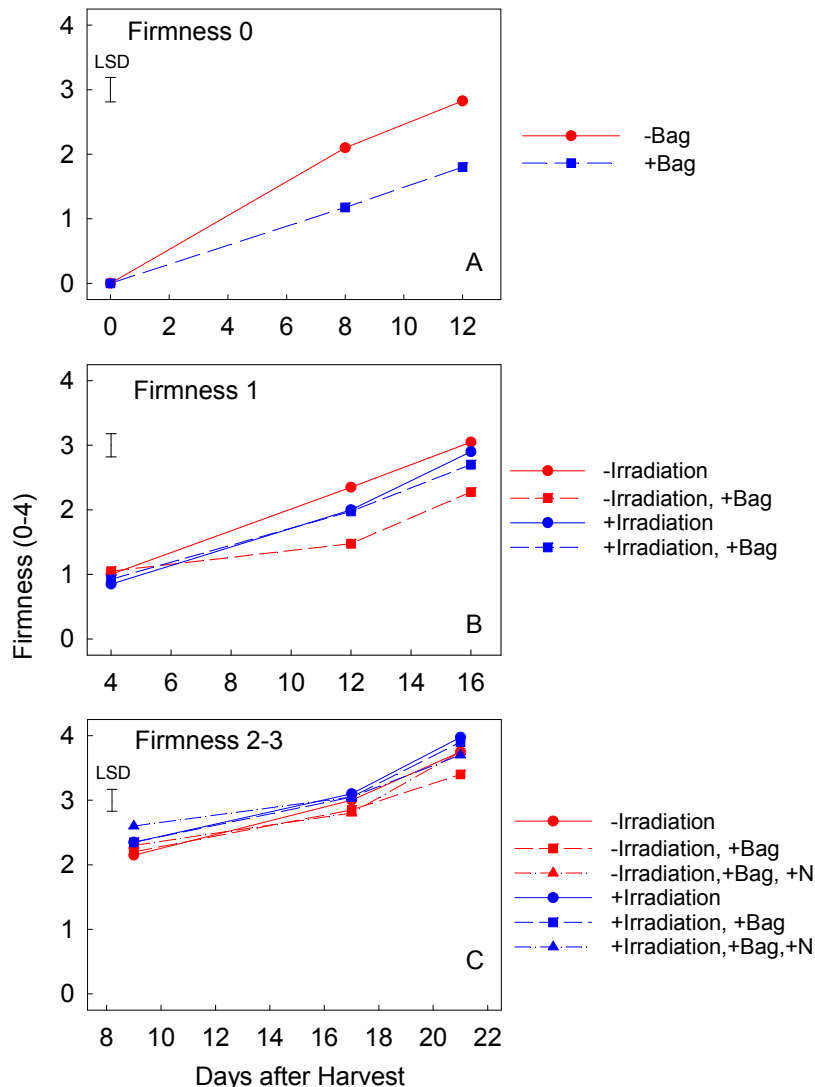 Firmness 0
LSD
4
3
2
1
0
A
0 2 4 6 8 10 12
-Bag
+Bag
Firmness 1
4
3
2
1
0
B
4 6 8 10 12 14 16
-Irradiation
-Irradiation, +Bag
+Irradiation
+Irradiation, +Bag
Firmness (0-4)
Firmness 2-3
LSD
4
3
2
1
0
C
8 10 12 14 16 18 20 22
Days after Harvest
-Irradiation
-Irradiation, +Bag
-Irradiation,+Bag, +N
+Irradiation
+Irradiation, +Bag
+Irradiation,+Bag,+N